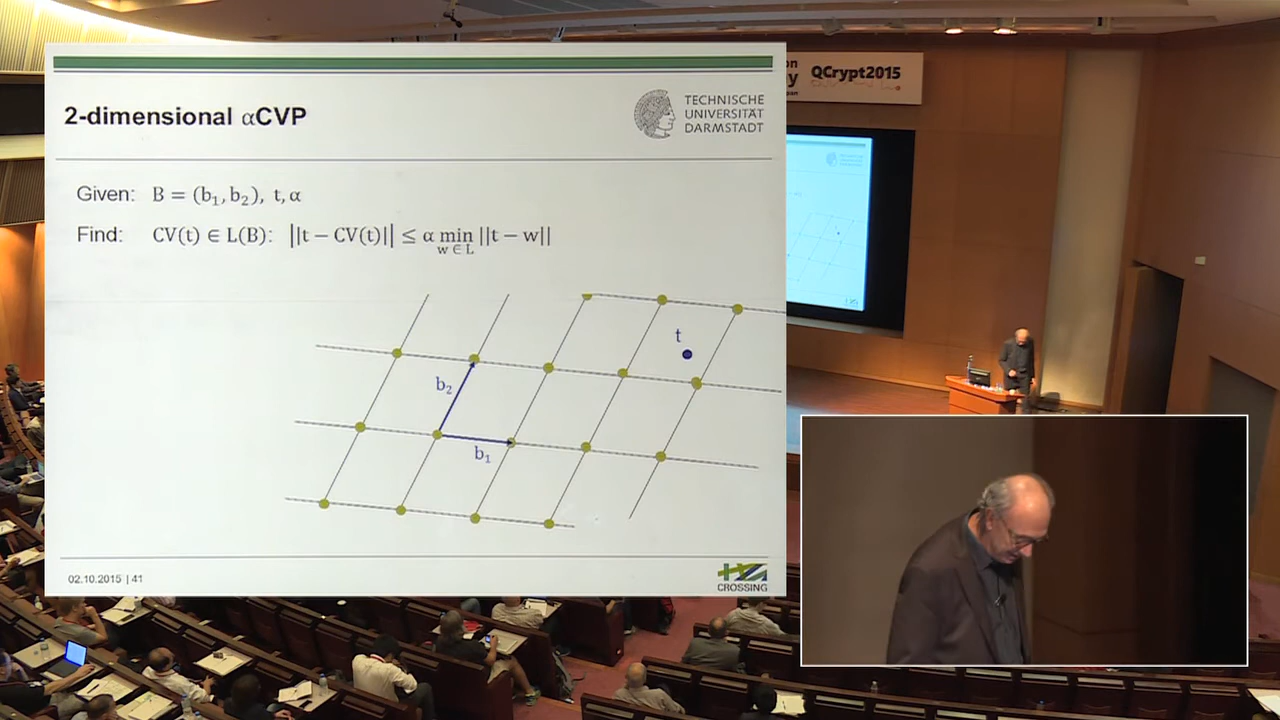 2-dimensional αCVP
TECHNISCHE
UNIVERSITÄT
DARMSTADT
Given: B = (b₁, b₂), t, α
Find: CV(t) ∈ L(B): ||t − CV(t)|| ≤ α min ||t − w||
w ∈ L
t
b₂
b₁
02.10.2015 | 41
CROSSING
QCrypt2015